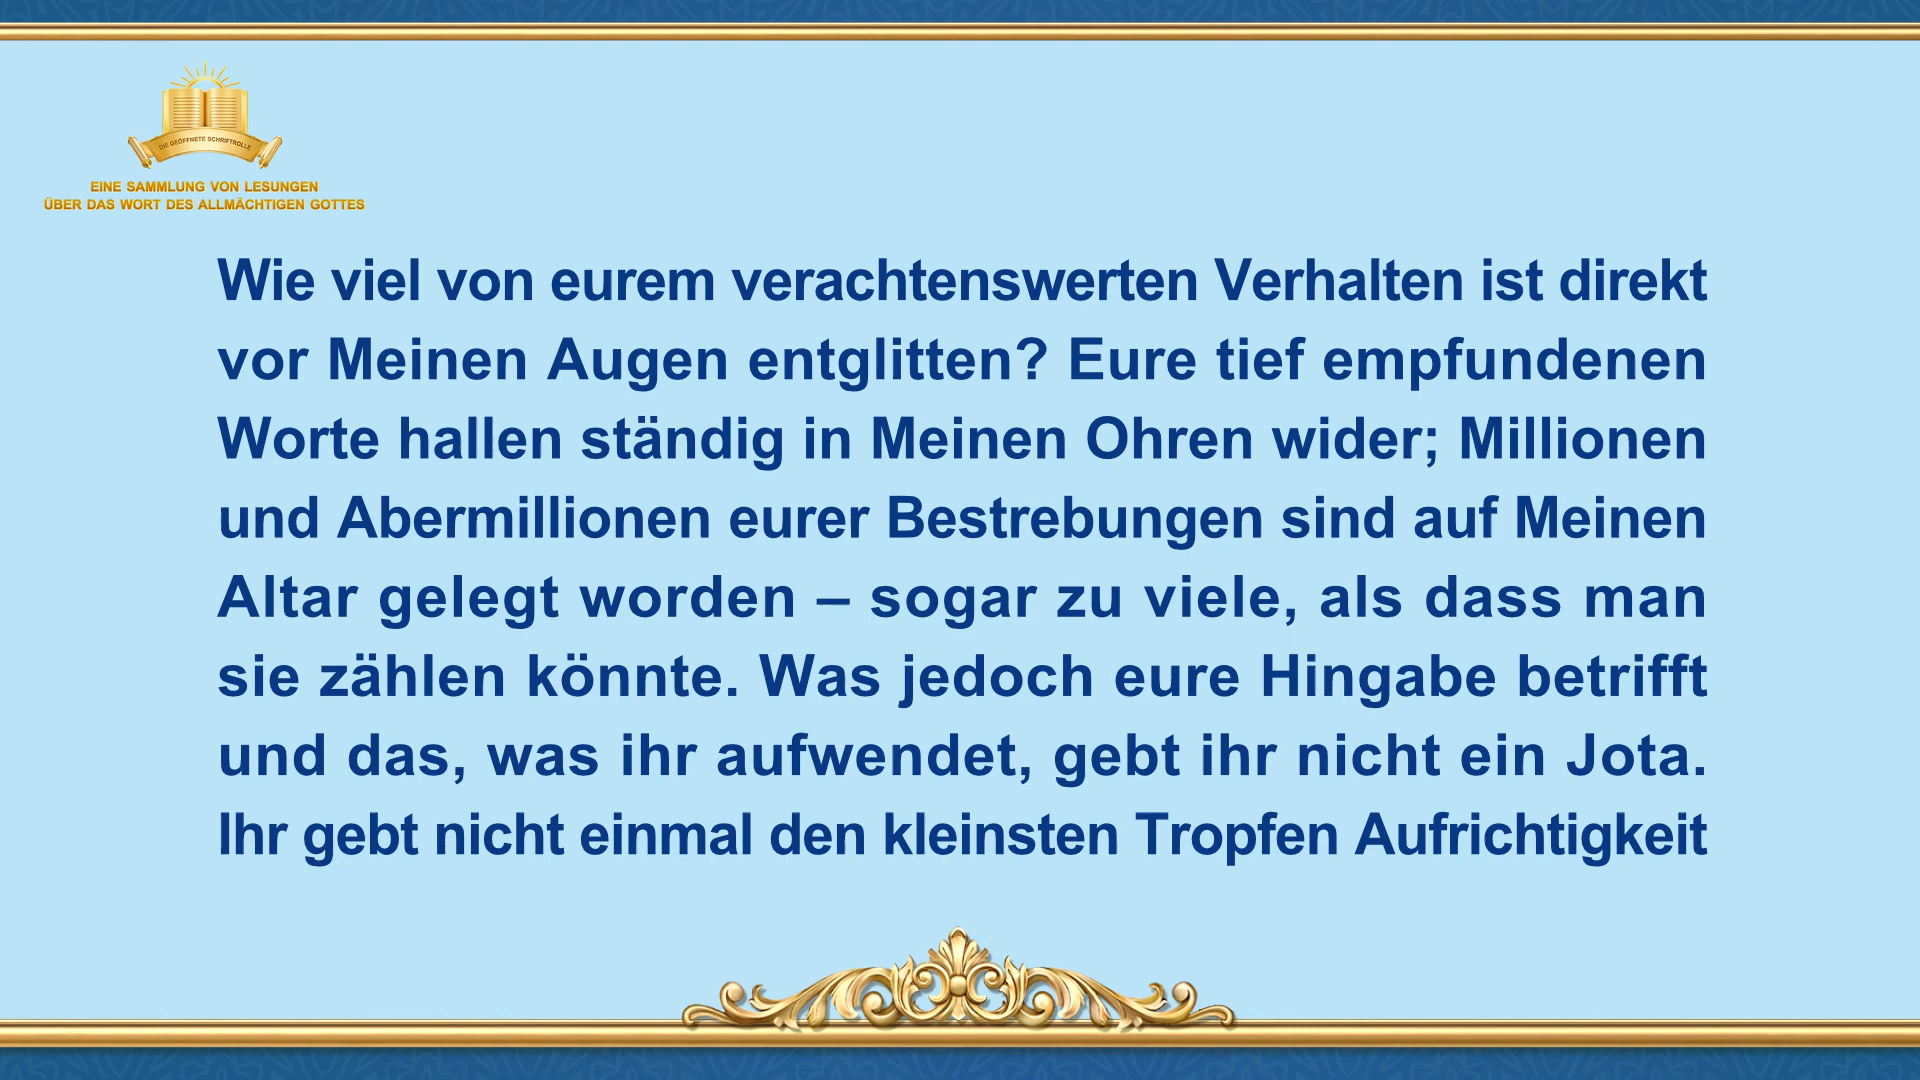 DIE GEÖFFNETE SCHRIFTROLLE
EINE SAMMLUNG VON LESUNGEN
ÜBER DAS WORT DES ALLMÄCHTIGEN GOTTES
Wie viel von eurem verachtenswerten Verhalten ist direkt
vor Meinen Augen entglitten? Eure tief empfundenen
Worte hallen ständig in Meinen Ohren wider; Millionen
und Abermillionen eurer Bestrebungen sind auf Meinen
Altar gelegt worden – sogar zu viele, als dass man
sie zählen könnte. Was jedoch eure Hingabe betrifft
und das, was ihr aufwendet, gebt ihr nicht ein Jota.
Ihr gebt nicht einmal den kleinsten Tropfen Aufrichtigkeit